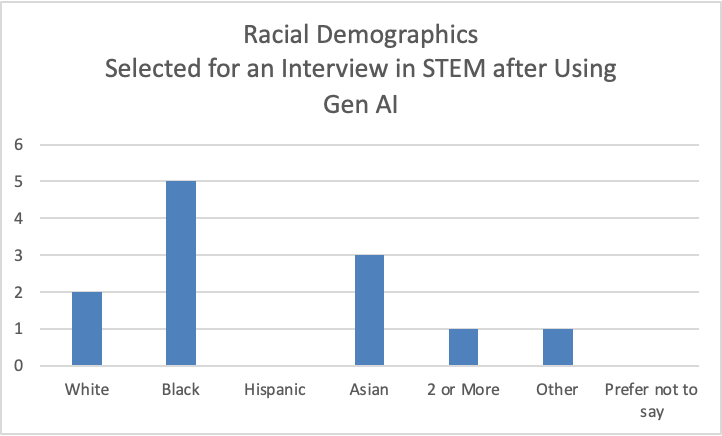 Racial Demographics
Selected for an Interview in STEM after Using
Gen AI
6
5
4
3
2
1
0
White Black Hispanic Asian 2 or More Other Prefer not to
say